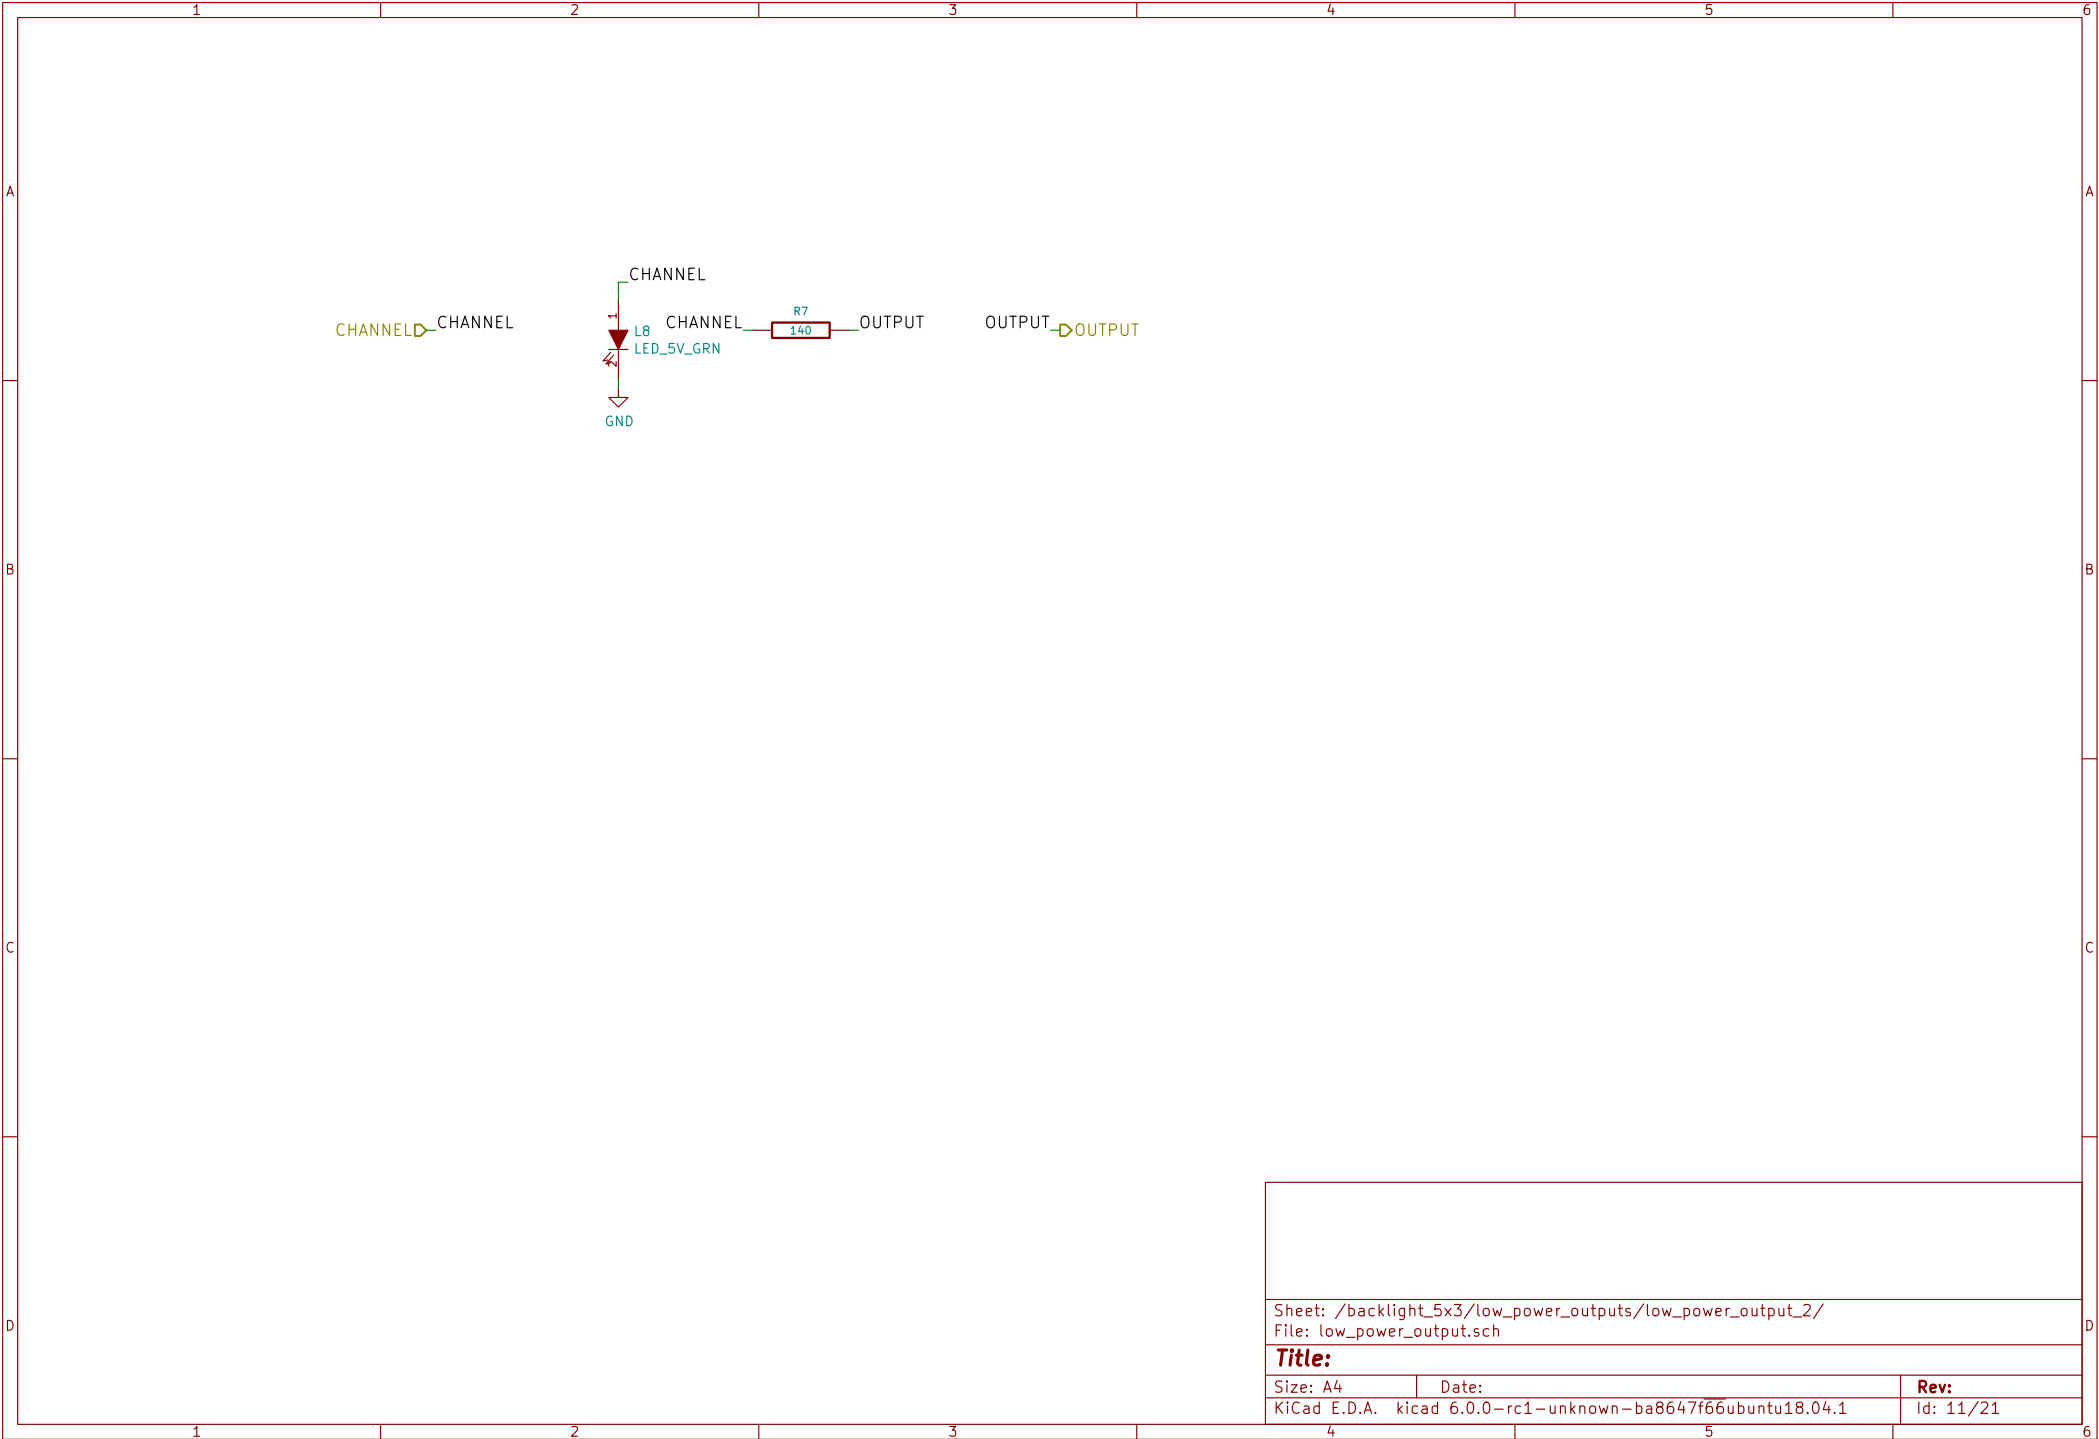 1 2 3 4 5 6
A A
CHANNEL
CHANNEL CHANNEL
1
L8
LED_5V_GRN
2
GND
CHANNEL R7 140 OUTPUT
OUTPUT OUTPUT
B B
C C
D D
Sheet: /backlight_5x3/low_power_outputs/low_power_output_2/
File: low_power_output.sch
Title:
Size: A4 Date: Rev:
KiCad E.D.A. kicad 6.0.0-rc1-unknown-ba8647f66ubuntu18.04.1 Id: 11/21
1 2 3 4 5 6